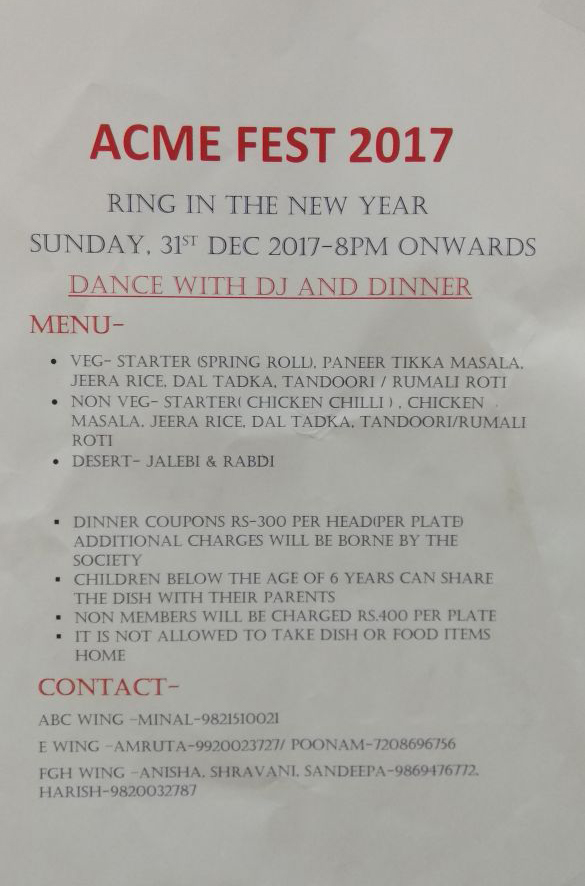 ACME FEST 2017
RING IN THE NEW YEAR
SUNDAY, 31ST DEC 2017-8PM ONWARDS
DANCE WITH DJ AND DINNER
MENU-
• VEG- STARTER (SPRING ROLL), PANEER TIKKA MASALA,
JEERA RICE, DAL TADKA, TANDOORI / RUMALI ROTI
• NON VEG- STARTER( CHICKEN CHILLI ) , CHICKEN
MASALA, JEERA RICE, DAL TADKA, TANDOORI/RUMALI
ROTI
• DESERT- JALEBI & RABDI
▪ DINNER COUPONS RS-300 PER HEAD(PER PLATE)
ADDITIONAL CHARGES WILL BE BORNE BY THE
SOCIETY
▪ CHILDREN BELOW THE AGE OF 6 YEARS CAN SHARE
THE DISH WITH THEIR PARENTS
▪ NON MEMBERS WILL BE CHARGED RS.400 PER PLATE
▪ IT IS NOT ALLOWED TO TAKE DISH OR FOOD ITEMS
HOME
CONTACT-
ABC WING -MINAL-9821510021
E WING -AMRUTA-9920023727/ POONAM-7208696756
FGH WING -ANISHA, SHRAVANI, SANDEEPA-9869476772,
HARISH-9820032787